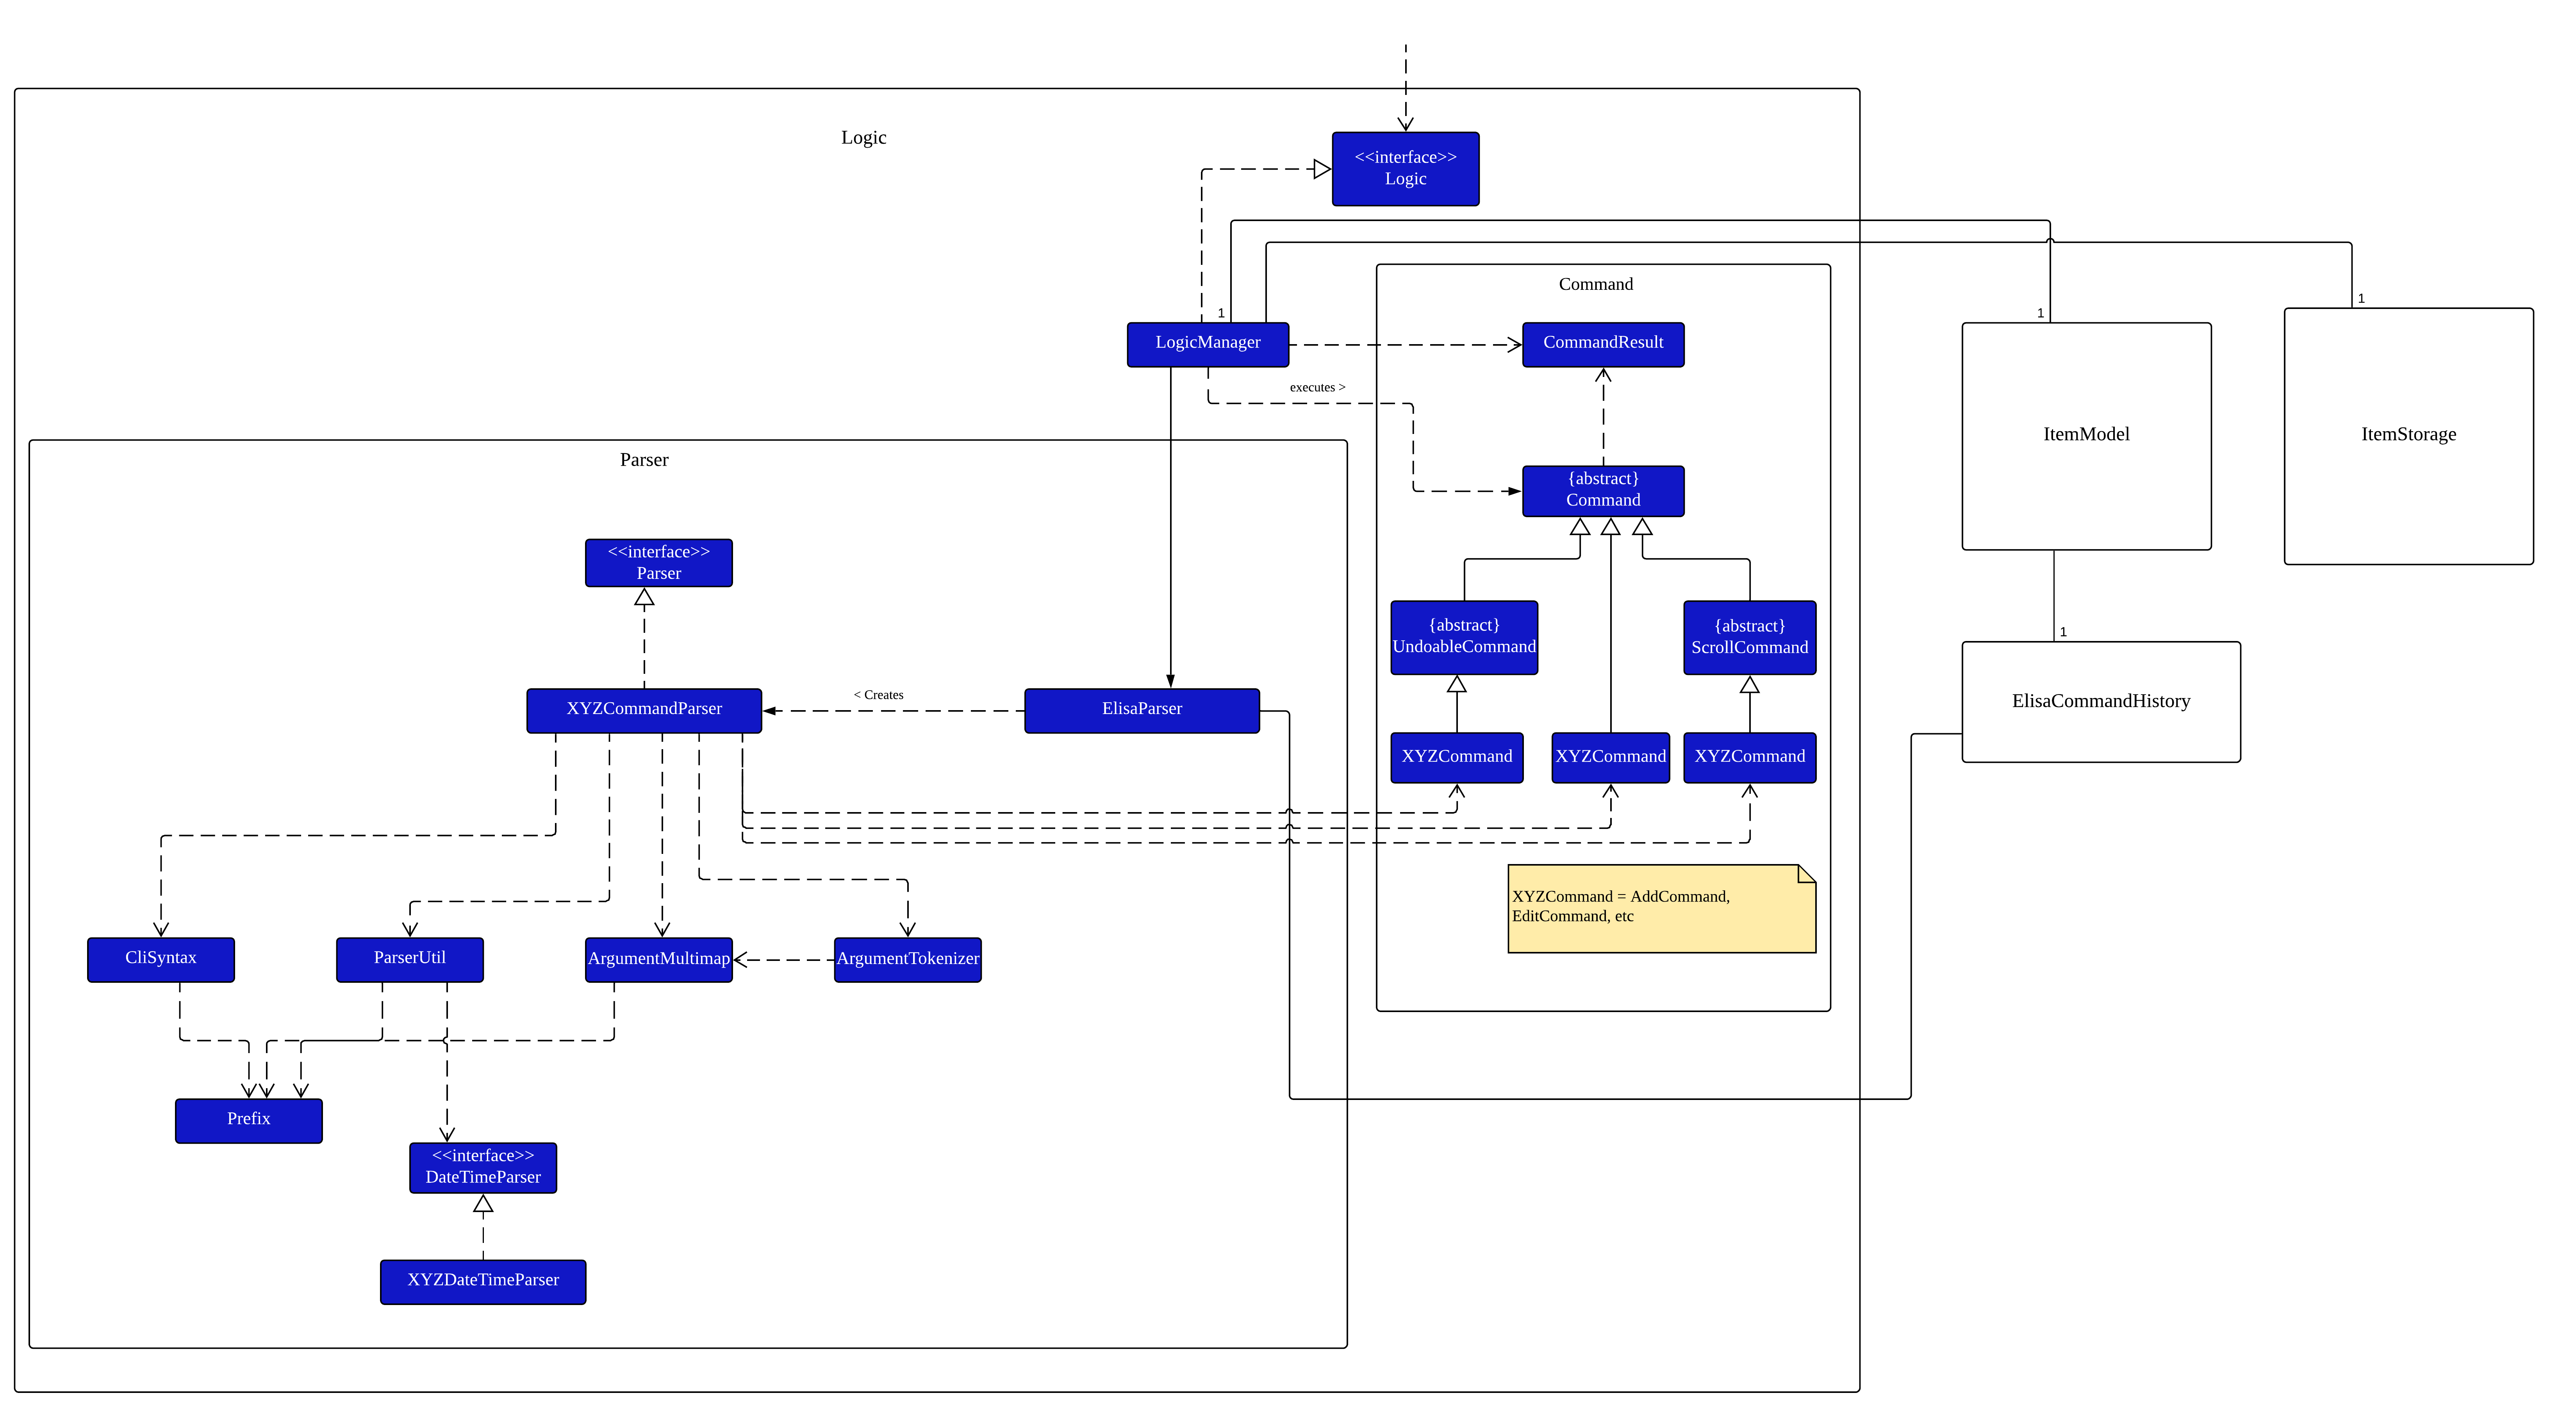 Logic
<<interface>>
Logic
1
1
1
Command
LogicManager
CommandResult
executes >
ItemModel
ItemStorage
Parser
{abstract}
Command
<<interface>>
Parser
{abstract}
UndoableCommand
{abstract}
ScrollCommand
1
XYZCommandParser
< Creates
ElisaParser
ElisaCommandHistory
XYZCommand
XYZCommand
XYZCommand
XYZCommand = AddCommand,
EditCommand, etc
CliSyntax
ParserUtil
ArgumentMultimap
ArgumentTokenizer
Prefix
<<interface>>
DateTimeParser
XYZDateTimeParser